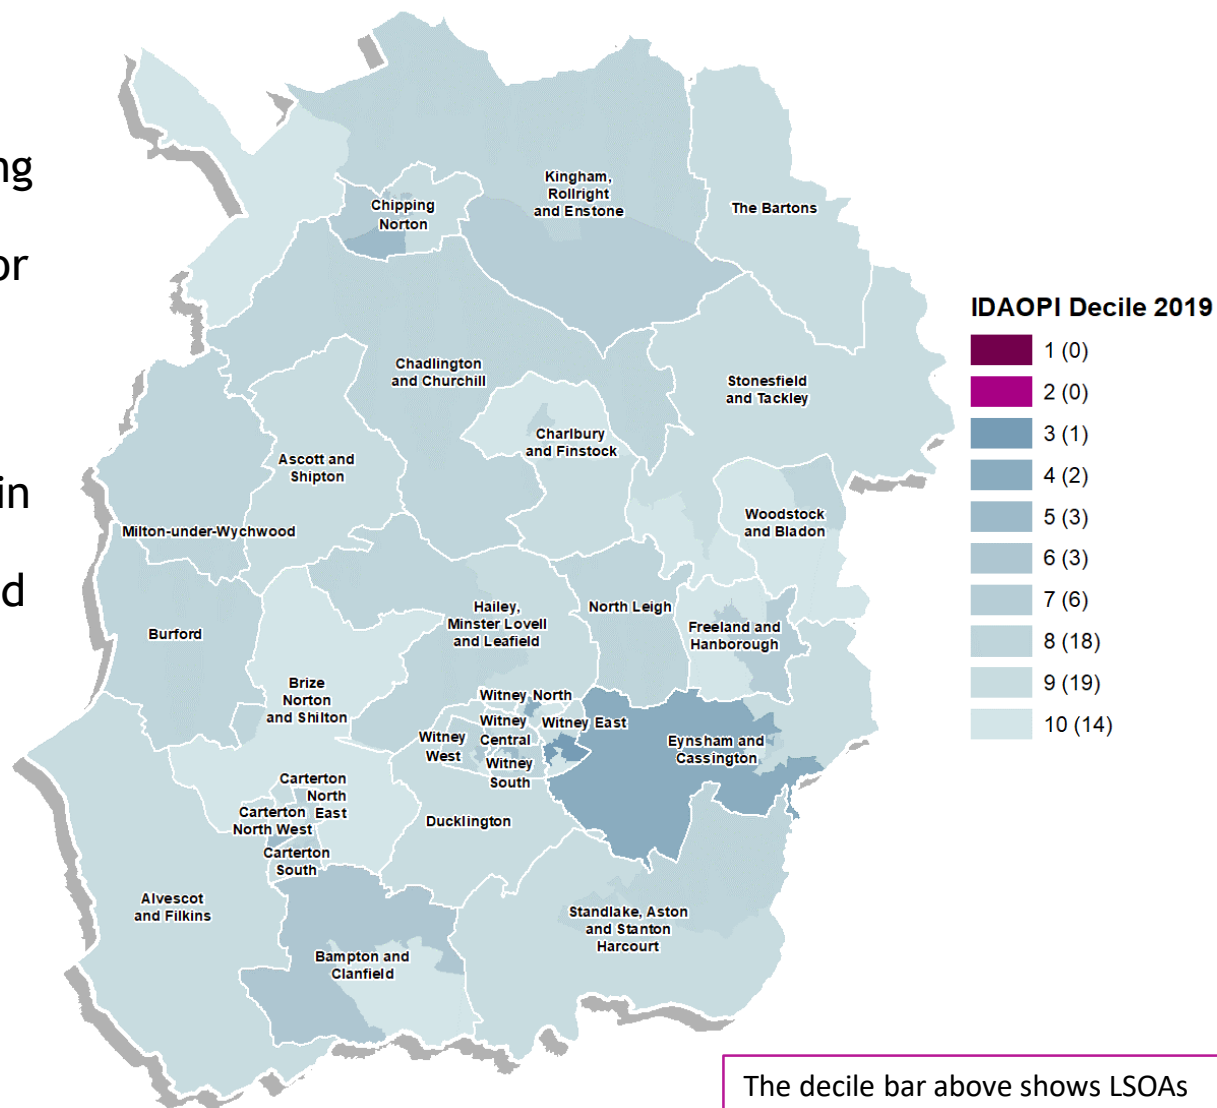 ng
or
in
d
Kingham,
Rollright
and Enstone
The Bartons
Chipping
Norton
Chadlington
and Churchill
Stonesfield
and Tackley
Charlbury
and Finstock
Ascott and
Shipton
Milton-under-Wychwood
Woodstock
and Bladon
Burford
Hailey,
Minster Lovell
and Leafield
North Leigh
Freeland and
Hanborough
Brize
Norton
and Shilton
Witney North
Witney
Central
Witney East
Witney
West
Witney
South
Eynsham and
Cassington
Carterton
North
East
Carterton
North West
Carterton
South
Ducklington
Alvescot
and Filkins
Standlake, Aston
and Stanton
Harcourt
Bampton and
Clanfield
IDAOPI Decile 2019
1 (0)
2 (0)
3 (1)
4 (2)
5 (3)
6 (3)
7 (6)
8 (18)
9 (19)
10 (14)
The decile bar above shows LSOAs